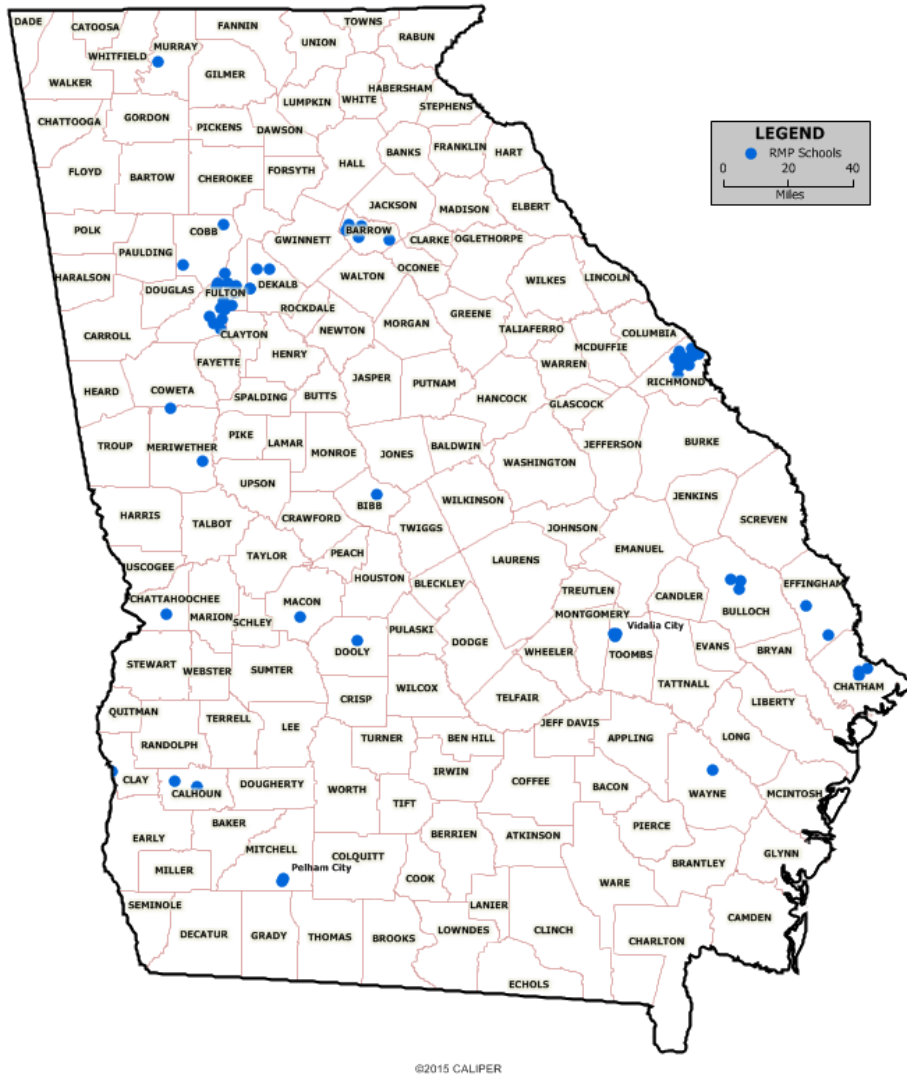 DADE
CATOOSA
FANNIN
TOWNS
RABUN
UNION
MURRAY
WHITFIELD
WALKER
GILMER
HABERSHAM
WHITE
LUMPKIN
STEPHENS
CHATTOOGA
GORDON
PICKENS
DAWSON
BANKS
FRANKLIN
HART
LEGEND
RMP Schools
0 20 40
Miles
FLOYD
BARTOW
CHEROKEE
FORSYTH
HALL
JACKSON
MADISON
ELBERT
POLK
COBB
GWINNETT
BARROW
CLARKE
OGLETHORPE
PAULDING
HARALSON
DOUGLAS
FULTON
DEKALB
WALTON
OCONEE
WILKES
LINCOLN
ROCKDALE
CARROLL
CLAYTON
NEWTON
MORGAN
GREENE
TALIAFERRO
COLUMBIA
MCDUFFIE
FAYETTE
HENRY
WARREN
RICHMOND
HEARD
COWETA
SPALDING
BUTTS
JASPER
PUTNAM
HANCOCK
GLASCOCK
TROUP
MERIWETHER
PIKE
LAMAR
MONROE
JONES
BALDWIN
WASHINGTON
JEFFERSON
BURKE
UPSON
BIBB
WILKINSON
JENKINS
SCREVEN
HARRIS
TALBOT
CRAWFORD
TWIGGS
JOHNSON
TAYLOR
PEACH
LAURENS
EMANUEL
USCOGEE
HOUSTON
BLECKLEY
TREUTLEN
CANDLER
EFFINGHAM
CHATTAHOOCHEE
MARION
SCHLEY
MACON
PULASKI
MONTGOMERY
Vidalia City
BULLOCH
DOOLY
DODGE
WHEELER
TOOMBS
EVANS
BRYAN
STEWART
WEBSTER
SUMTER
CRISP
WILCOX
TELFAIR
TATTNALL
CHATHAM
LIBERTY
QUITMAN
TERRELL
LEE
TURNER
BEN HILL
JEFF DAVIS
APPLING
LONG
RANDOLPH
CLAY
CALHOUN
DOUGHERTY
WORTH
TIFT
IRWIN
COFFEE
BACON
WAYNE
MCINTOSH
EARLY
BAKER
MITCHELL
COLQUITT
BERRIEN
ATKINSON
PIERCE
MILLER
Pelham City
COOK
WARE
BRANTLEY
GLYNN
SEMINOLE
LANIER
DECATUR
GRADY
THOMAS
BROOKS
LOWNDES
CLINCH
CHARLTON
CAMDEN
ECHOLS
©2015 CALIPER